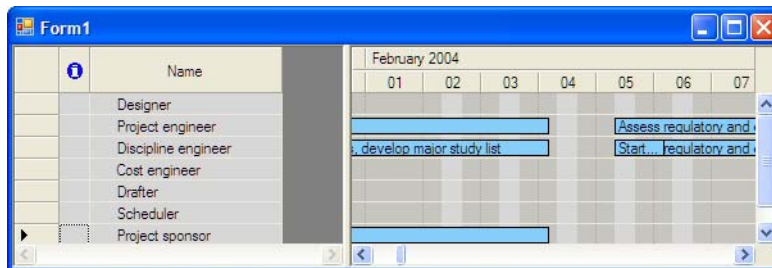 Form1
Name
February 2004
01 02 03 04 05 06 07
Designer
Project engineer
Assess regulatory and
Discipline engineer
, develop major study list
Start... regulatory and
Cost engineer
Drafter
Scheduler
Project sponsor